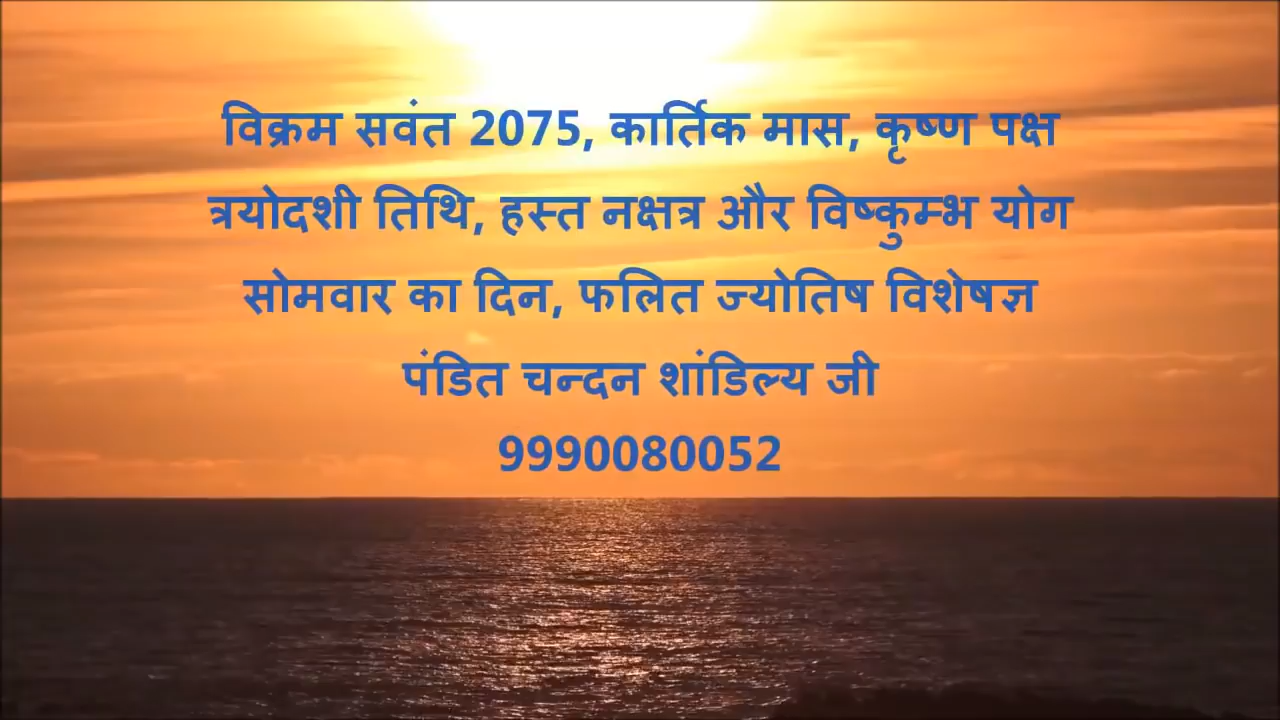 विक्रम सवंत 2075, कार्तिक मास, कृष्ण पक्ष
त्रयोदशी तिथि, हस्त नक्षत्र और विष्कुम्भ योग
सोमवार का दिन, फलित ज्योतिष विशेषज्ञ
पंडित चन्दन शांडिल्य जी
9990080052